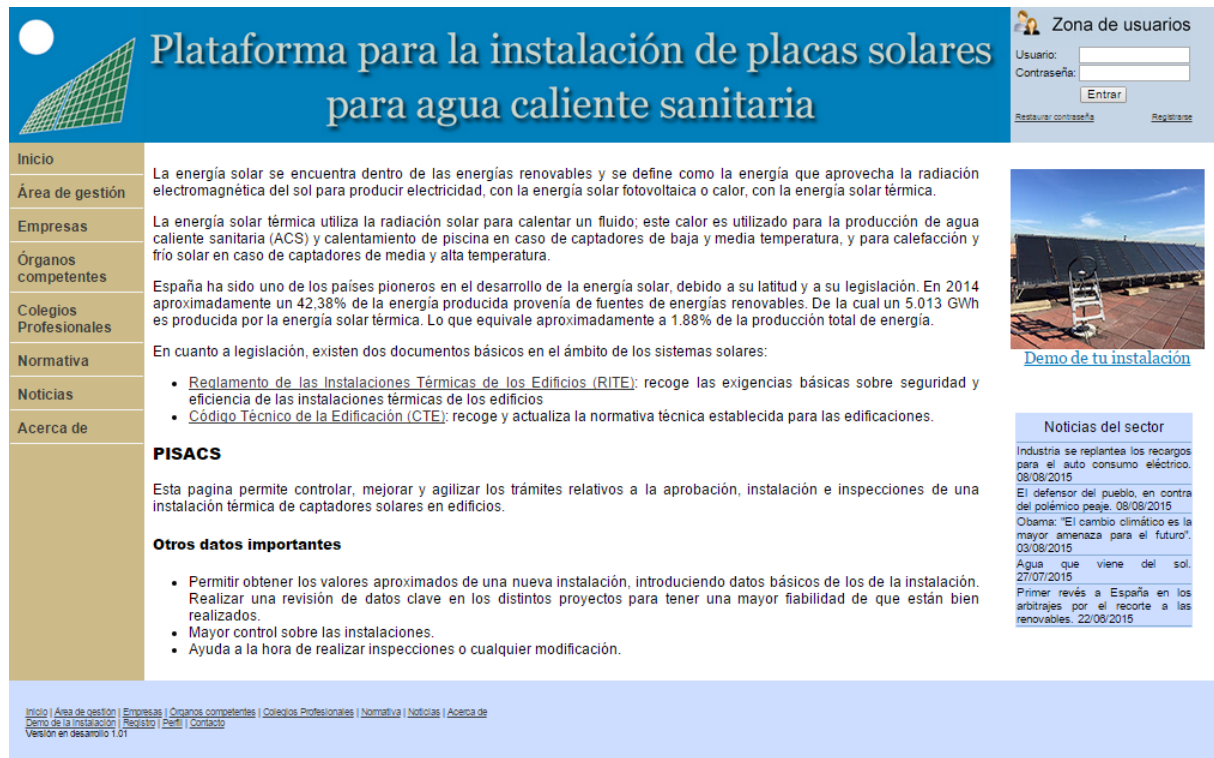 Plataforma para la instalación de placas solares
para agua caliente sanitaria
Zona de usuarios
Usuario:
Contraseña:
Entrar
Restaurar contraseña
Registrarse
Inicio
Área de gestión
Empresas
Órganos
competentes
Colegios
Profesionales
Normativa
Noticias
Acerca de
La energía solar se encuentra dentro de las energías renovables y se define como la energía que aprovecha la radiación
electromagnética del sol para producir electricidad, con la energía solar fotovoltaica o calor, con la energía solar térmica.
La energía solar térmica utiliza la radiación solar para calentar un fluido; este calor es utilizado para la producción de agua
caliente sanitaria (ACS) y calentamiento de piscina en caso de captadores de baja y media temperatura, y para calefacción y
frío solar en caso de captadores de media y alta temperatura.
España ha sido uno de los países pioneros en el desarrollo de la energía solar, debido a su latitud y a su legislación. En 2014
aproximadamente un 42,38% de la energía producida provenía de fuentes de energías renovables. De la cual un 5.013 GWh
es producida por la energía solar térmica. Lo que equivale aproximadamente a 1.88% de la producción total de energía.
En cuanto a legislación, existen dos documentos básicos en el ámbito de los sistemas solares:
• Reglamento de las Instalaciones Térmicas de los Edificios (RITE): recoge las exigencias básicas sobre seguridad y
eficiencia de las instalaciones térmicas de los edificios
• Código Técnico de la Edificación (CTE): recoge y actualiza la normativa técnica establecida para las edificaciones.
PISACS
Esta pagina permite controlar, mejorar y agilizar los trámites relativos a la aprobación, instalación e inspecciones de una
instalación térmica de captadores solares en edificios.
Otros datos importantes
• Permitir obtener los valores aproximados de una nueva instalación, introduciendo datos básicos de los de la instalación.
Realizar una revisión de datos clave en los distintos proyectos para tener una mayor fiabilidad de que están bien
realizados.
• Mayor control sobre las instalaciones.
• Ayuda a la hora de realizar inspecciones o cualquier modificación.
Demo de tu instalación
Noticias del sector
Industria se replantea los recargos
para el auto consumo eléctrico.
08/08/2015
El defensor del pueblo, en contra
del polémico peaje. 08/08/2015
Obama: "El cambio climático es la
mayor amenaza para el futuro".
03/08/2015
Agua que viene del sol.
27/07/2015
Primer revés a España en los
arbitrajes por el recorte a las
renovables. 22/06/2015
Inicio | Área de gestión | Empresas | Órganos competentes | Colegios Profesionales | Normativa | Noticias | Acerca de
Demo de la Instalación | Registro | Perfil | Contacto
Versión en desarrollo 1.01